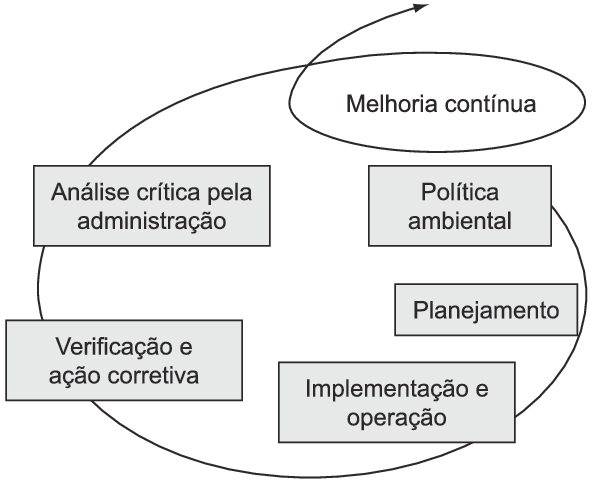 Melhoria contínua
Política
ambiental
Planejamento
Implementação e
operação
Verificação e
ação corretiva
Análise crítica pela
administração